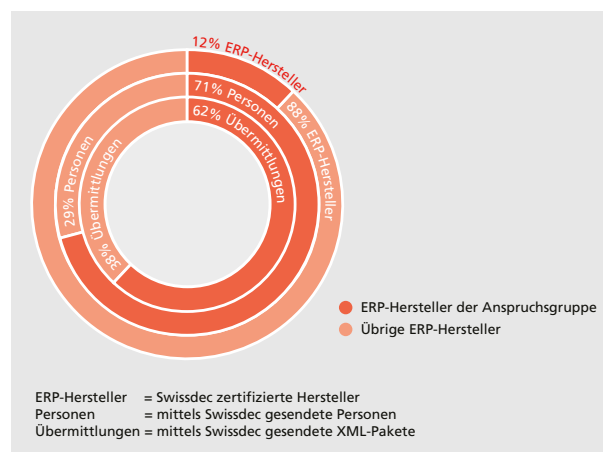 12% ERP-Hersteller
88% ERP-Hersteller
71% Personen
29% Personen
62% Übermittlungen
38% Übermittlungen
ERP-Hersteller der Anspruchsgruppe
Übrige ERP-Hersteller
ERP-Hersteller = Swissdec zertifizierte Hersteller
Personen = mittels Swissdec gesendete Personen
Übermittlungen = mittels Swissdec gesendete XML-Pakete